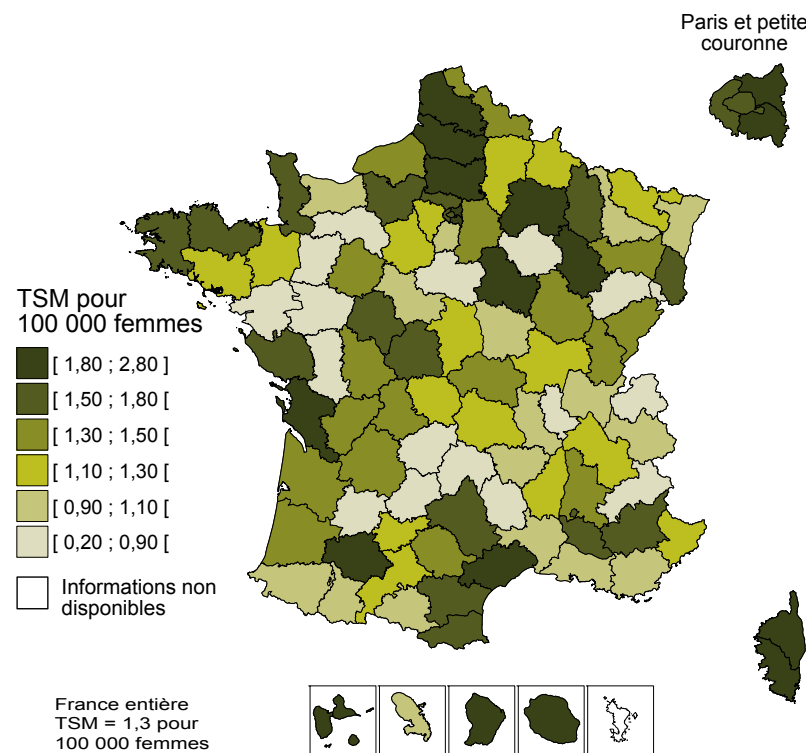 Paris et petite
couronne
TSM pour
100 000 femmes
[ 1,80 ; 2,80 ]
[ 1,50 ; 1,80 [
[ 1,30 ; 1,50 [
[ 1,10 ; 1,30 [
[ 0,90 ; 1,10 [
[ 0,20 ; 0,90 [
Informations non
disponibles
France entière
TSM = 1,3 pour
100 000 femmes